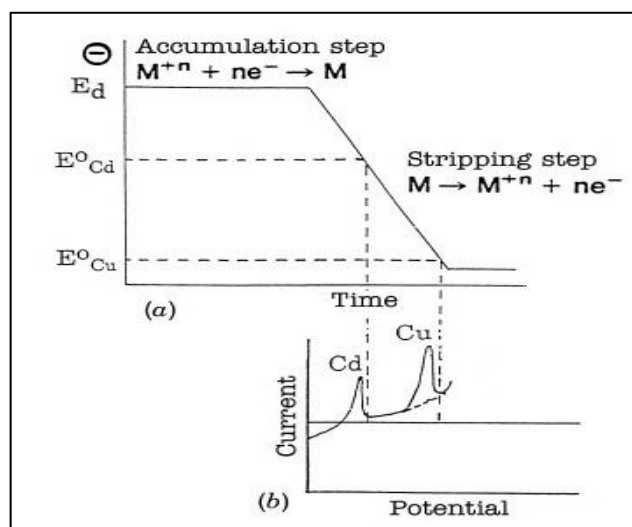 ⊖
Accumulation step
M⁺ⁿ + ne⁻ → M
E_d
E°_Cd
Stripping step
M → M⁺ⁿ + ne⁻
E°_Cu
(a)
Time
Cd
Cu
Current
(b)
Potential